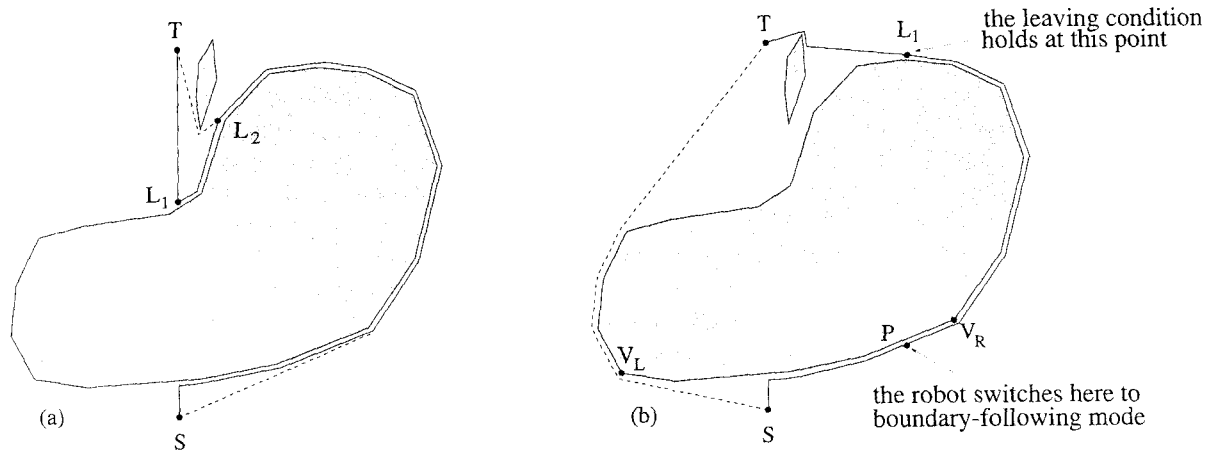 T
L1
L2
(a)
S
T
L1
the leaving condition
holds at this point
P
VR
VL
the robot switches here to
boundary-following mode
(b)
S